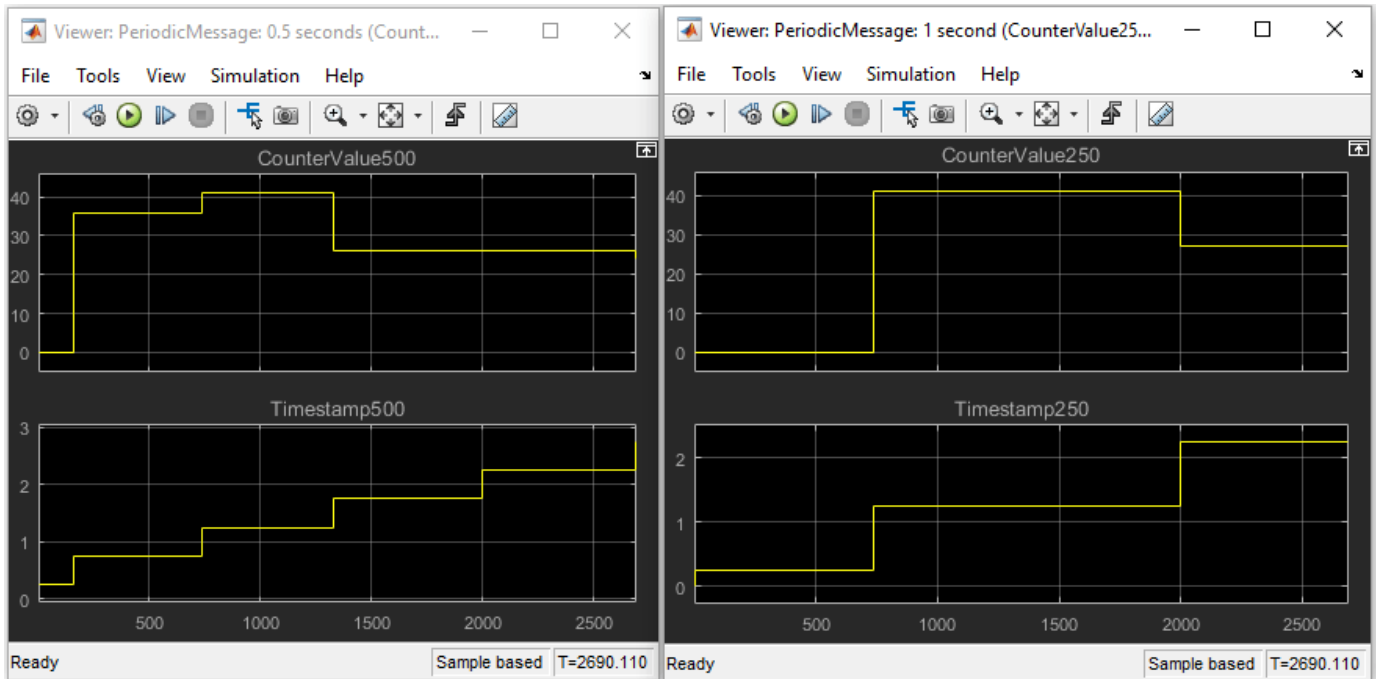 Viewer: PeriodicMessage: 0.5 seconds (Count...
File Tools View Simulation Help
CounterValue500
40
30
20
10
0
Timestamp500
3
2
1
0
500 1000 1500 2000 2500
Ready Sample based T=2690.110
Viewer: PeriodicMessage: 1 second (CounterValue25...
File Tools View Simulation Help
CounterValue250
40
30
20
10
0
Timestamp250
2
1
0
500 1000 1500 2000 2500
Ready Sample based T=2690.110